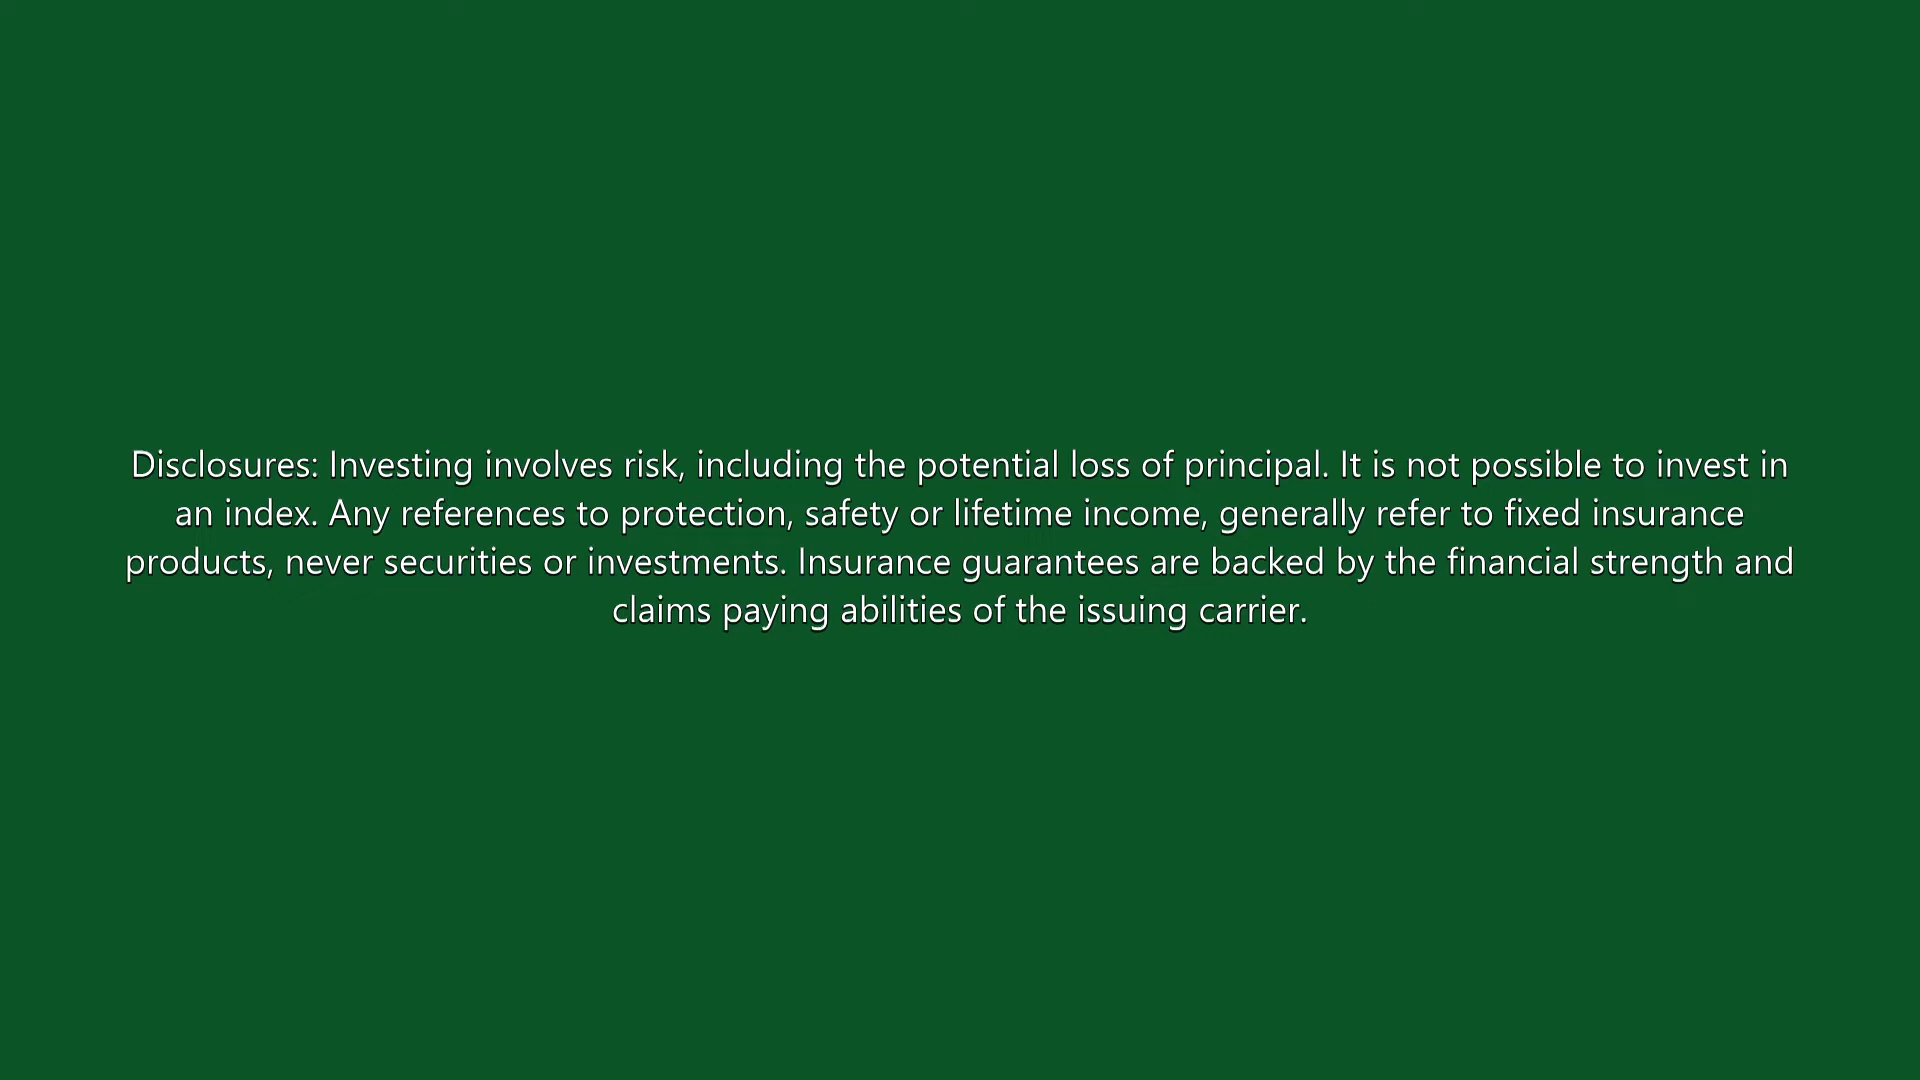 Disclosures: Investing involves risk, including the potential loss of principal. It is not possible to invest in
an index. Any references to protection, safety or lifetime income, generally refer to fixed insurance
products, never securities or investments. Insurance guarantees are backed by the financial strength and
claims paying abilities of the issuing carrier.